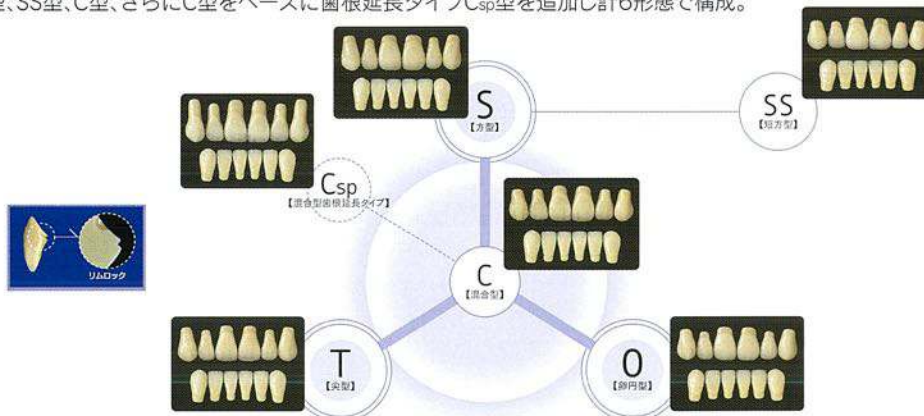 型、SS型、C型、さらにC型をベースに歯根延長タイプCsp型を追加し計6形態で構成。
S
【方型】
SS
【短方型】
Csp
【混合型歯根延長タイプ】
C
【混合型】
リムロック
T
【尖型】
O
【卵円型】